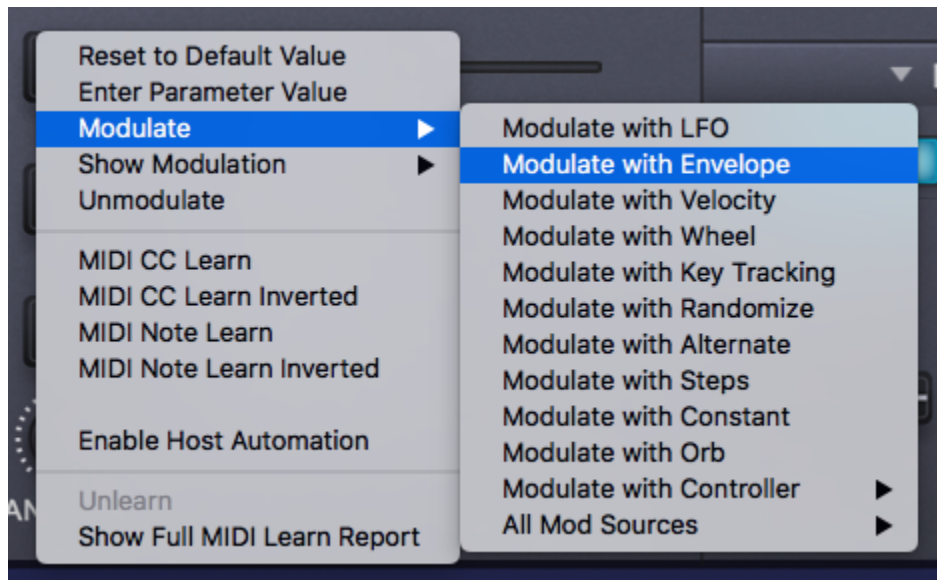 Reset to Default Value
Enter Parameter Value
Modulate
Show Modulation
Unmodulate
MIDI CC Learn
MIDI CC Learn Inverted
MIDI Note Learn
MIDI Note Learn Inverted
Enable Host Automation
Unlearn
Show Full MIDI Learn Report
Modulate with LFO
Modulate with Envelope
Modulate with Velocity
Modulate with Wheel
Modulate with Key Tracking
Modulate with Randomize
Modulate with Alternate
Modulate with Steps
Modulate with Constant
Modulate with Orb
Modulate with Controller
All Mod Sources